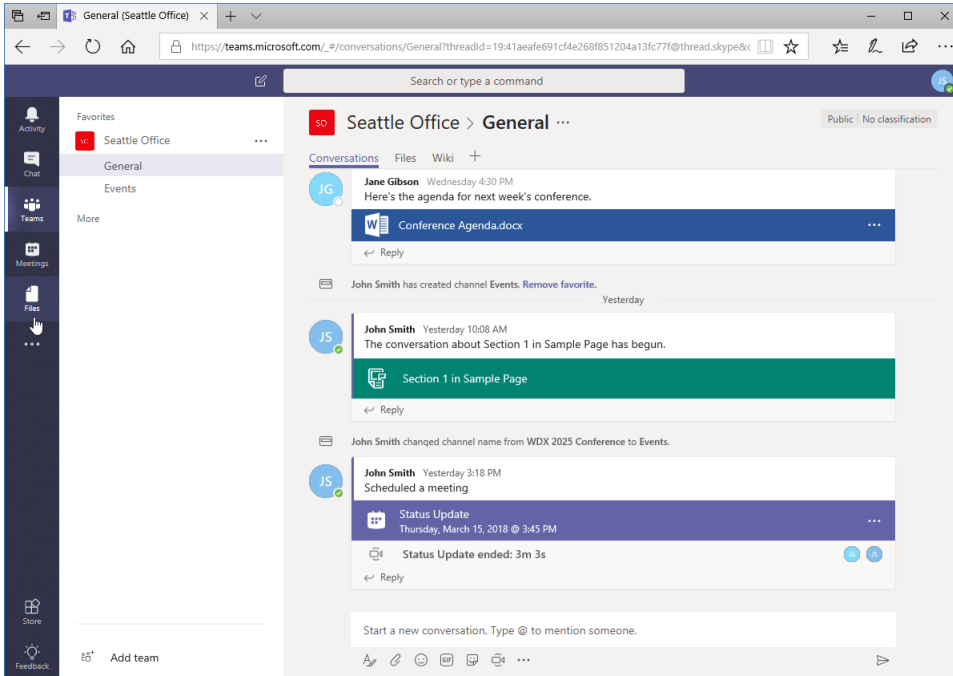 General (Seattle Office)
https://teams.microsoft.com/_#/conversations/General?threadId=19:41aeafe691cf4e268f851204a13fc77f@thread.skype&c
Search or type a command
JS
Activity
Chat
Teams
Meetings
Files
Store
Feedback
Favorites
SO Seattle Office
General
Events
More
Add team
SO Seattle Office > General
Public No classification
Conversations Files Wiki
JG
Jane Gibson Wednesday 4:30 PM
Here's the agenda for next week's conference.
W Conference Agenda.docx
Reply
John Smith has created channel Events. Remove favorite.
Yesterday
JS
John Smith Yesterday 10:08 AM
The conversation about Section 1 in Sample Page has begun.
Section 1 in Sample Page
Reply
John Smith changed channel name from WDX 2025 Conference to Events.
JS
John Smith Yesterday 3:18 PM
Scheduled a meeting
Status Update
Thursday, March 15, 2018 @ 3:45 PM
Status Update ended: 3m 3s JG JS
Reply
Start a new conversation. Type @ to mention someone.
GIF